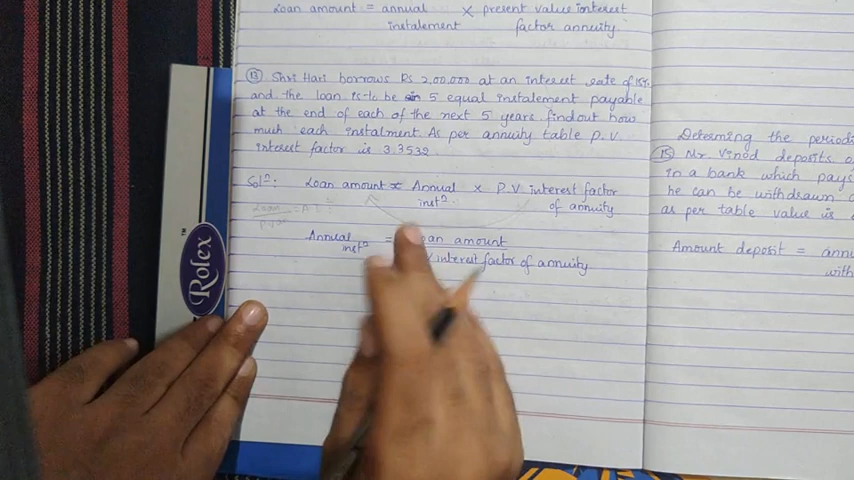 Loan amount = annual × present value interest
instalement factor annuity.
(13) Shri Hari borrows Rs 2,00,000 at an interest rate of 15%.
and the loan is to be in 5 equal instalement payable
at the end of each of the next 5 years find out how
much each instalment As per annuity table P.V.
interest factor is 3.3532
Solⁿ: Loan amount = Annual × P.V interest factor
instⁿ. of annuity
Loan = A I
Annual = Loan amount
instⁿ interest factor of annuity.
Determing the periodi
(15) Mr. Vinod deposits
in a bank which pays
he can be withdrawn
as per table value is
Amount deposit = annu
with
Rolex